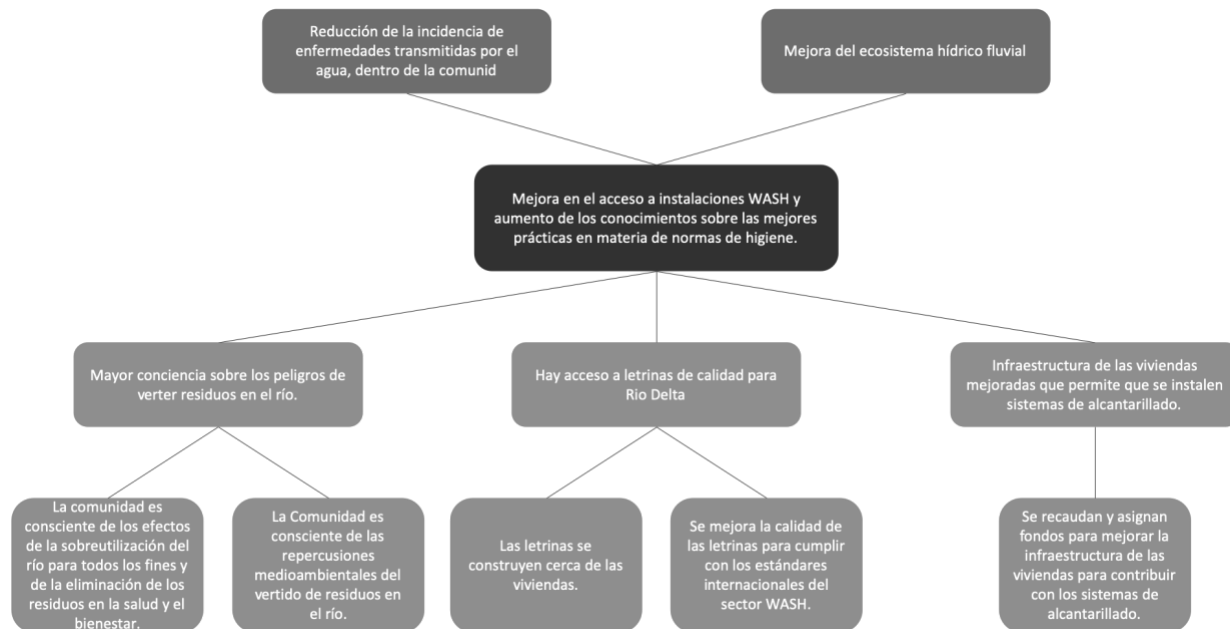 Reducción de la incidencia de
enfermedades transmitidas por el
agua, dentro de la comunid
Mejora del ecosistema hídrico fluvial
Mejora en el acceso a instalaciones WASH y
aumento de los conocimientos sobre las mejores
prácticas en materia de normas de higiene.
Mayor conciencia sobre los peligros de
verter residuos en el río.
Hay acceso a letrinas de calidad para
Rio Delta
Infraestructura de las viviendas
mejoradas que permite que se instalen
sistemas de alcantarillado.
La comunidad es
consciente de los efectos
de la sobreutilización del
río para todos los fines y
de la eliminación de los
residuos en la salud y el
bienestar.
La Comunidad es
consciente de las
repercusiones
medioambientales del
vertido de residuos en
el río.
Las letrinas se
construyen cerca de las
viviendas.
Se mejora la calidad de
las letrinas para cumplir
con los estándares
internacionales del
sector WASH.
Se recaudan y asignan
fondos para mejorar la
infraestructura de las
viviendas para contribuir
con los sistemas de
alcantarillado.